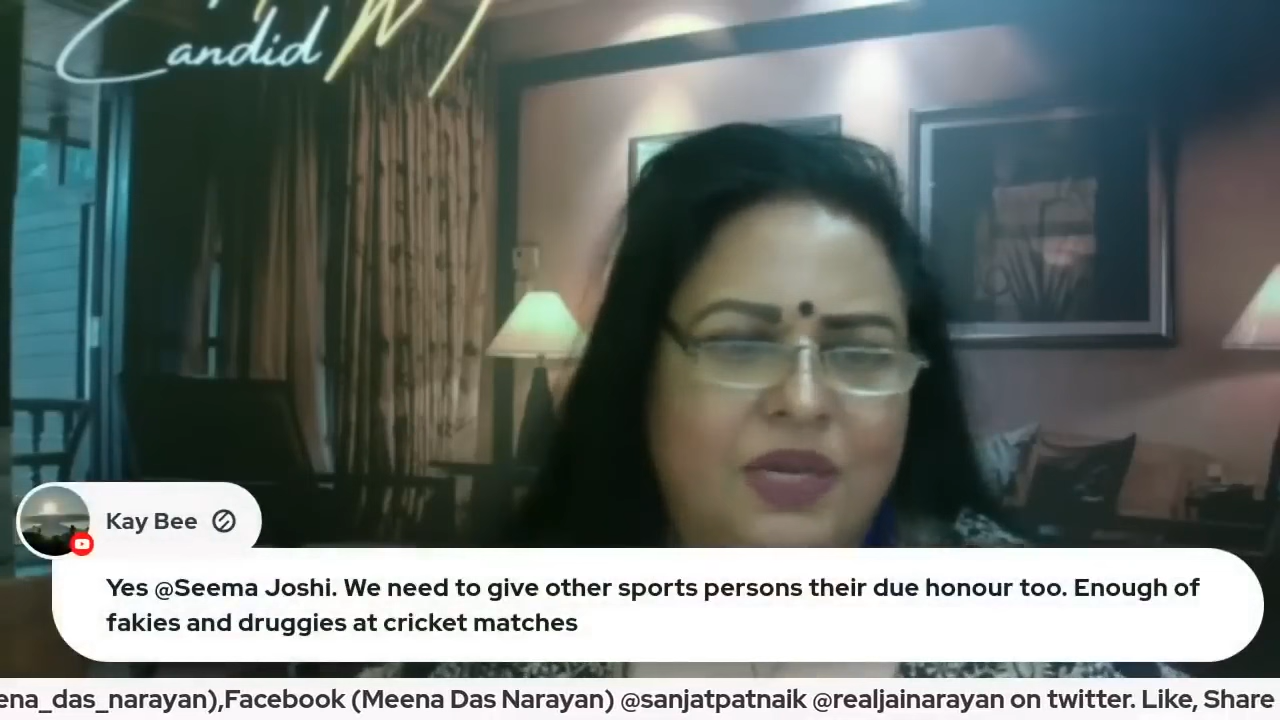 Candid M
Kay Bee
Yes @Seema Joshi. We need to give other sports persons their due honour too. Enough of
fakies and druggies at cricket matches
ena_das_narayan),Facebook (Meena Das Narayan) @sanjatpatnaik @realjainarayan on twitter. Like, Share